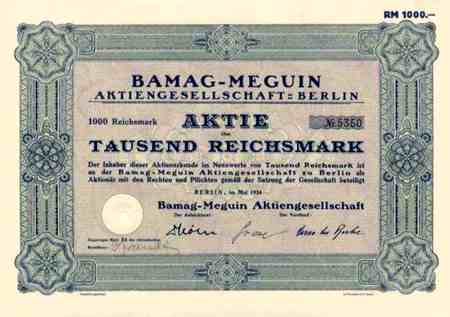 RM 1000.—
BAMAG-MEGUIN
AKTIENGESELLSCHAFT = BERLIN
1000 Reichsmark AKTIE № 5350
über
TAUSEND REICHSMARK
Der Inhaber dieser Aktienurkunde im Nennwerte von Tausend Reichsmark ist
an der Bamag-Meguin Aktiengesellschaft zu Berlin als
Aktionär mit den Rechten und Pflichten gemäß der Satzung der Gesellschaft beteiligt
BERLIN, im Mai 1934
Bamag-Meguin Aktiengesellschaft
Der Aufsichtsrat: Der Vorstand: